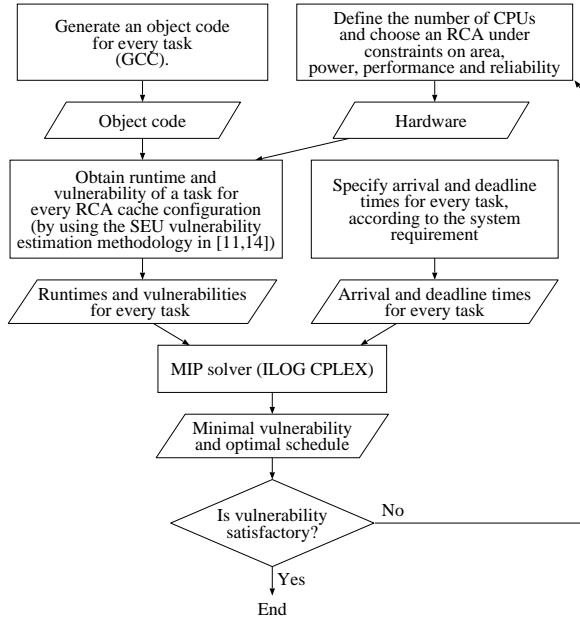 Generate an object code
for every task
(GCC).
Define the number of CPUs
and choose an RCA under
constraints on area,
power, performance and reliability
Object code
Hardware
Obtain runtime and
vulnerability of a task for
every RCA cache configuration
(by using the SEU vulnerability
estimation methodology in [11,14])
Specify arrival and deadline
times for every task,
according to the system
requirement
Runtimes and vulnerabilities
for every task
Arrival and deadline times
for every task
MIP solver (ILOG CPLEX)
Minimal vulnerability
and optimal schedule
Is vulnerability
satisfactory?
No
Yes
End